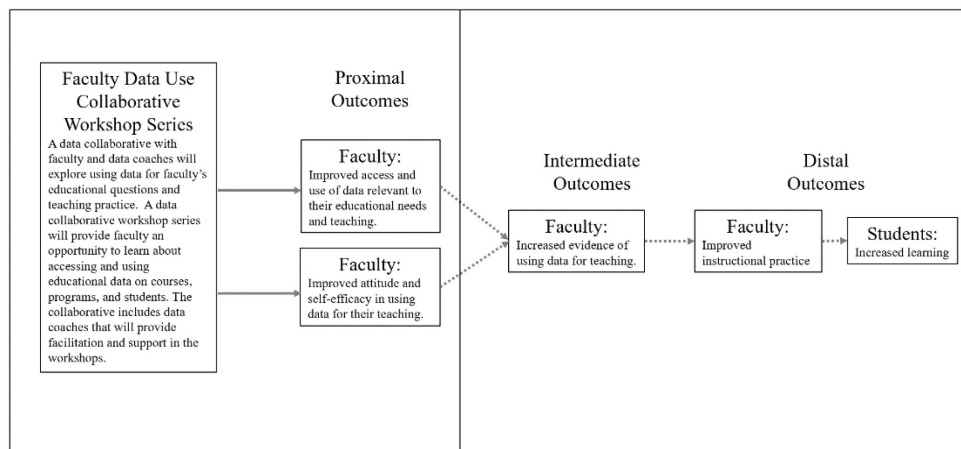 Faculty Data Use
Collaborative
Workshop Series
A data collaborative with
faculty and data coaches will
explore using data for faculty's
educational questions and
teaching practice.  A data
collaborative workshop series
will provide faculty an
opportunity to learn about
accessing and using
educational data on courses,
programs, and students. The
collaborative includes data
coaches that will provide
facilitation and support in the
workshops.
Proximal
Outcomes
Faculty:
Improved access and
use of data relevant to
their educational needs
and teaching.
Faculty:
Improved attitude and
self-efficacy in using
data for their teaching.
Intermediate
Outcomes
Faculty:
Increased evidence of
using data for teaching.
Distal
Outcomes
Faculty:
Improved
instructional practice
Students:
Increased learning